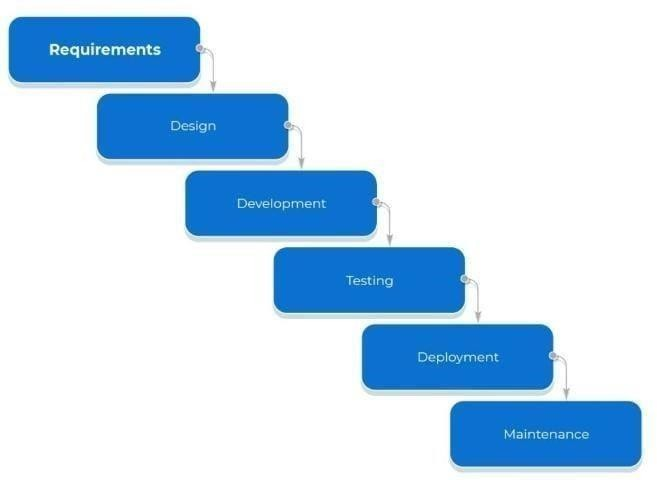 Requirements
Design
Development
Testing
Deployment
Maintenance